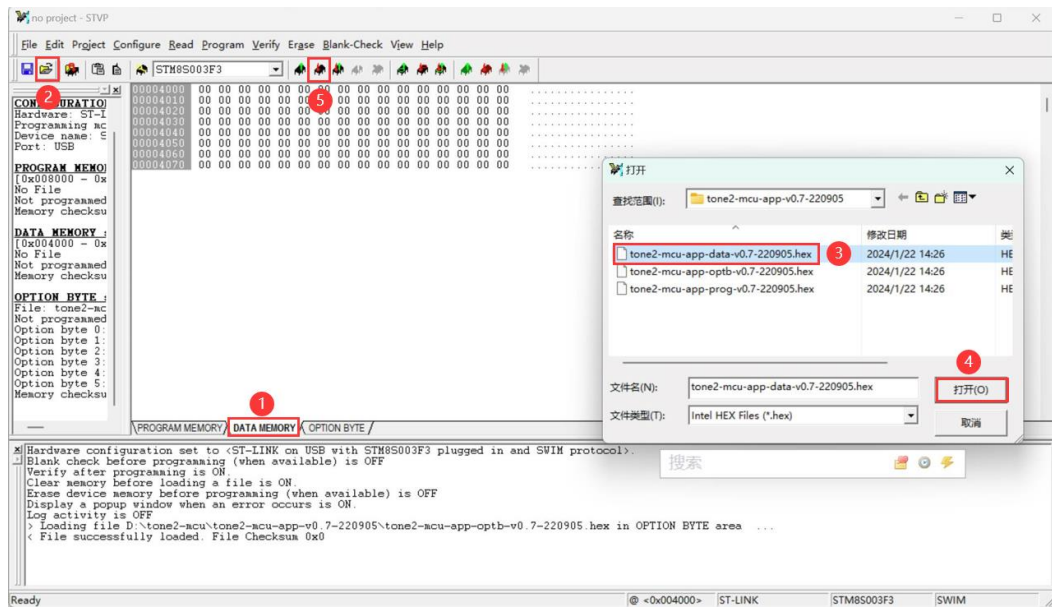 no project - STVP
File Edit Project Configure Read Program Verify Erase Blank-Check View Help
STM8S003F3
2
5
00004000 00 00 00 00 00 00 00 00 00 00 00 00 00 00 00 00 ................
00004010 00 00 00 00 00 00 00 00 00 00 00 00 00 00 00 00 ................
00004020 00 00 00 00 00 00 00 00 00 00 00 00 00 00 00 ................
00004030 00 00 00 00 00 00 00 00 00 00 00 00 00 00 00 ................
00004040 00 00 00 00 00 00 00 00 00 00 00 00 00 00 00 00 ................
00004050 00 00 00 00 00 00 00 00 00 00 00 00 00 00 00 00 ................
00004060 00 00 00 00 00 00 00 00 00 00 00 00 00 00 00 00
00004070 00 00 00 00 00 00 00 00 00 00 00 00 00 00 00 00
Hardware: ST-L
Programming mc
Device name: S
Port: USB
PROGRAM MEMO
[0x008000 - 0x
No File
Not programmed
Memory checksu
DATA MEMORY :
[0x004000 - 0x
No File
Not programmed
Memory checksu
OPTION BYTE :
File: tone2-mc
Not programmed
Option byte 0:
Option byte 1:
Option byte 2:
Option byte 3:
Option byte 4:
Option byte 5:
Memory checksu
1
PROGRAM MEMORY DATA MEMORY OPTION BYTE
打开
查找范围(I): tone2-mcu-app-v0.7-220905
名称 修改日期 类
tone2-mcu-app-data-v0.7-220905.hex 3 2024/1/22 14:26 HE
tone2-mcu-app-optb-v0.7-220905.hex 2024/1/22 14:26 HE
tone2-mcu-app-prog-v0.7-220905.hex 2024/1/22 14:26 HE
4
文件名(N): tone2-mcu-app-data-v0.7-220905.hex 打开(O)
文件类型(T): Intel HEX Files (*.hex) 取消
搜索
Hardware configuration set to <ST-LINK on USB with STM8S003F3 plugged in and SWIM protocol>.
Blank check before programming (when available) is OFF
Verify after programming is ON.
Clear memory before loading a file is ON.
Erase device memory before programming (when available) is OFF
Display a popup window when an error occurs is ON.
Log activity is OFF
> Loading file D:\tone2-mcu\tone2-mcu-app-v0.7-220905\tone2-mcu-app-optb-v0.7-220905.hex in OPTION BYTE area ...
< File successfully loaded. File Checksum 0x0
Ready @ <0x004000> ST-LINK STM8S003F3 SWIM